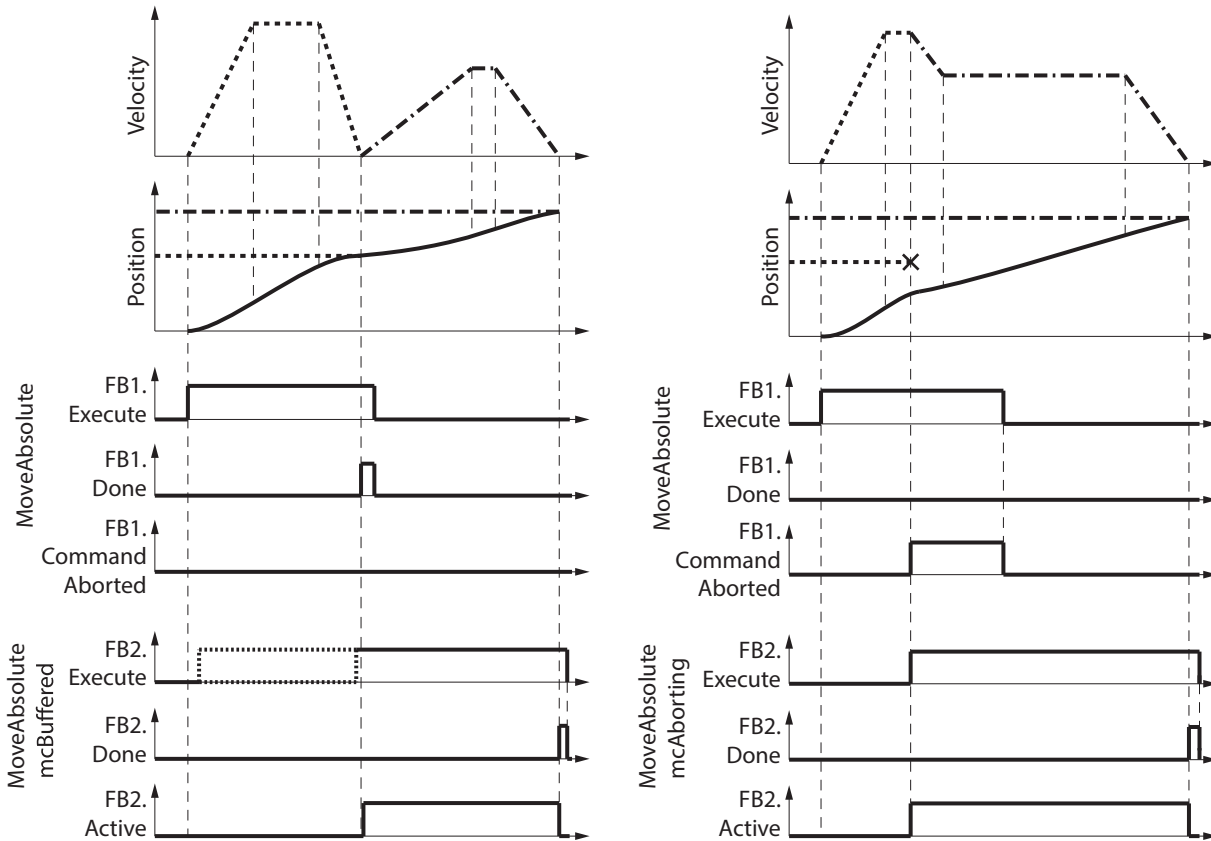 Velocity
Position
MoveAbsolute
FB1.
Execute
FB1.
Done
FB1.
Command
Aborted
MoveAbsolute
mcBuffered
FB2.
Execute
FB2.
Done
FB2.
Active
Velocity
Position
MoveAbsolute
FB1.
Execute
FB1.
Done
FB1.
Command
Aborted
MoveAbsolute
mcAborting
FB2.
Execute
FB2.
Done
FB2.
Active